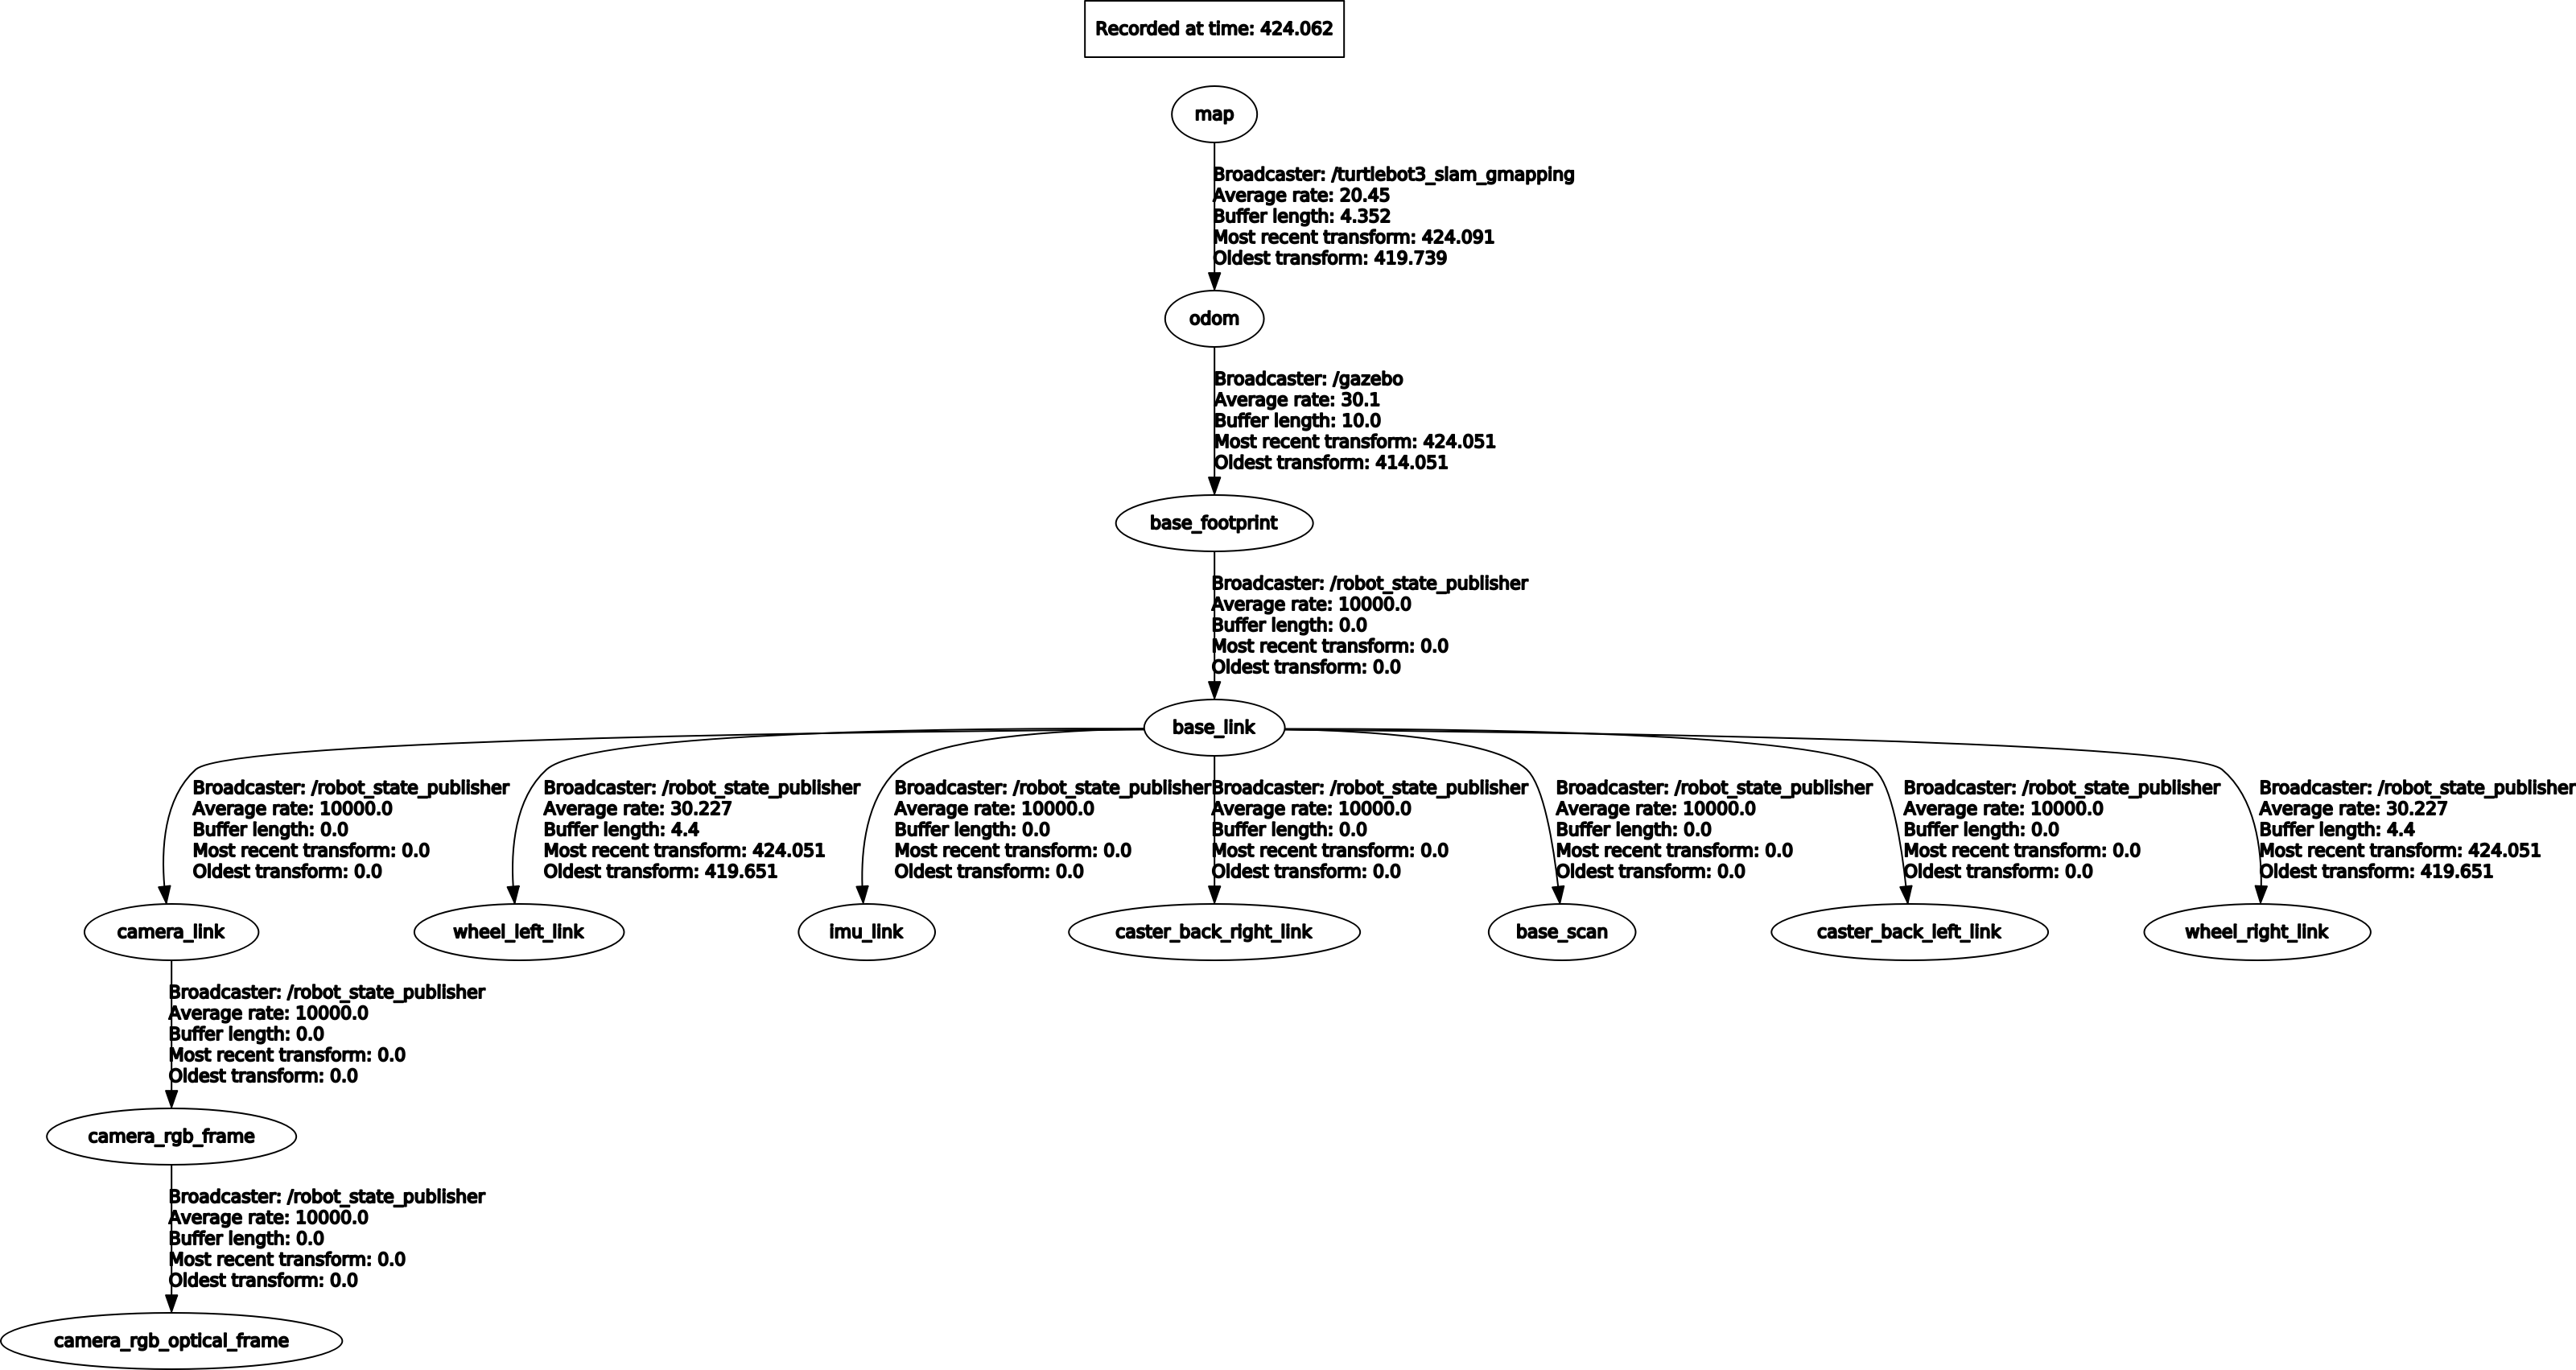 Recorded at time: 424.062
map
Broadcaster: /turtlebot3_slam_gmapping
Average rate: 20.45
Buffer length: 4.352
Most recent transform: 424.091
Oldest transform: 419.739
odom
Broadcaster: /gazebo
Average rate: 30.1
Buffer length: 10.0
Most recent transform: 424.051
Oldest transform: 414.051
base_footprint
Broadcaster: /robot_state_publisher
Average rate: 10000.0
Buffer length: 0.0
Most recent transform: 0.0
Oldest transform: 0.0
base_link
Broadcaster: /robot_state_publisher
Average rate: 10000.0
Buffer length: 0.0
Most recent transform: 0.0
Oldest transform: 0.0
Broadcaster: /robot_state_publisher
Average rate: 30.227
Buffer length: 4.4
Most recent transform: 424.051
Oldest transform: 419.651
Broadcaster: /robot_state_publisher
Average rate: 10000.0
Buffer length: 0.0
Most recent transform: 0.0
Oldest transform: 0.0
Broadcaster: /robot_state_publisher
Average rate: 10000.0
Buffer length: 0.0
Most recent transform: 0.0
Oldest transform: 0.0
Broadcaster: /robot_state_publisher
Average rate: 10000.0
Buffer length: 0.0
Most recent transform: 0.0
Oldest transform: 0.0
Broadcaster: /robot_state_publisher
Average rate: 10000.0
Buffer length: 0.0
Most recent transform: 0.0
Oldest transform: 0.0
Broadcaster: /robot_state_publisher
Average rate: 30.227
Buffer length: 4.4
Most recent transform: 424.051
Oldest transform: 419.651
camera_link
wheel_left_link
imu_link
caster_back_right_link
base_scan
caster_back_left_link
wheel_right_link
Broadcaster: /robot_state_publisher
Average rate: 10000.0
Buffer length: 0.0
Most recent transform: 0.0
Oldest transform: 0.0
camera_rgb_frame
Broadcaster: /robot_state_publisher
Average rate: 10000.0
Buffer length: 0.0
Most recent transform: 0.0
Oldest transform: 0.0
camera_rgb_optical_frame